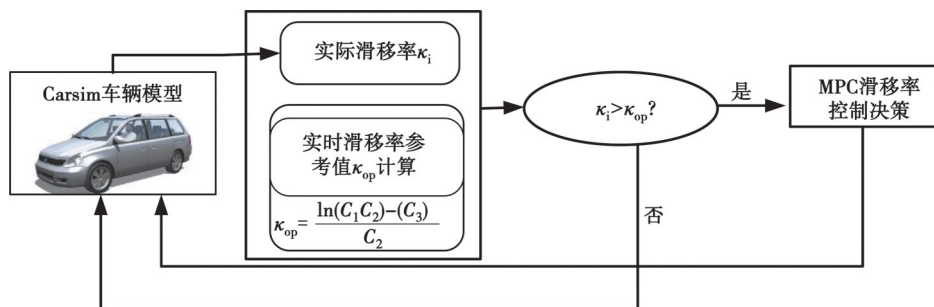 Carsim车辆模型
实际滑移率κi
实时滑移率参
考值κop计算
κop= ln(C1C2)−(C3)
C2
κi>κop?
是
否
MPC滑移率
控制决策